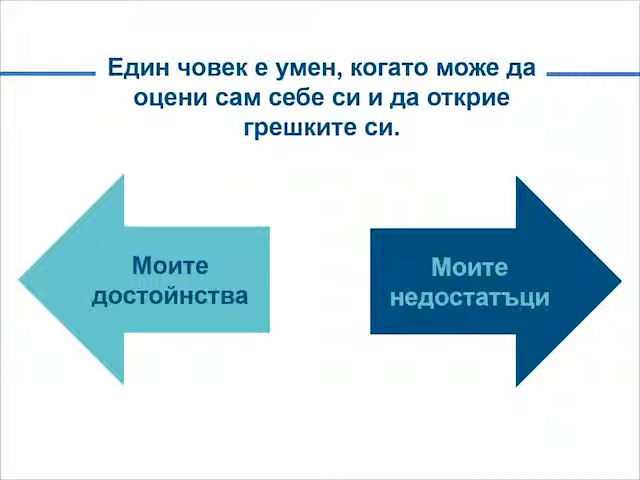 Един човек е умен, когато може да
оцени сам себе си и да открие
грешките си.
Моите
достойнства
Моите
недостатъци